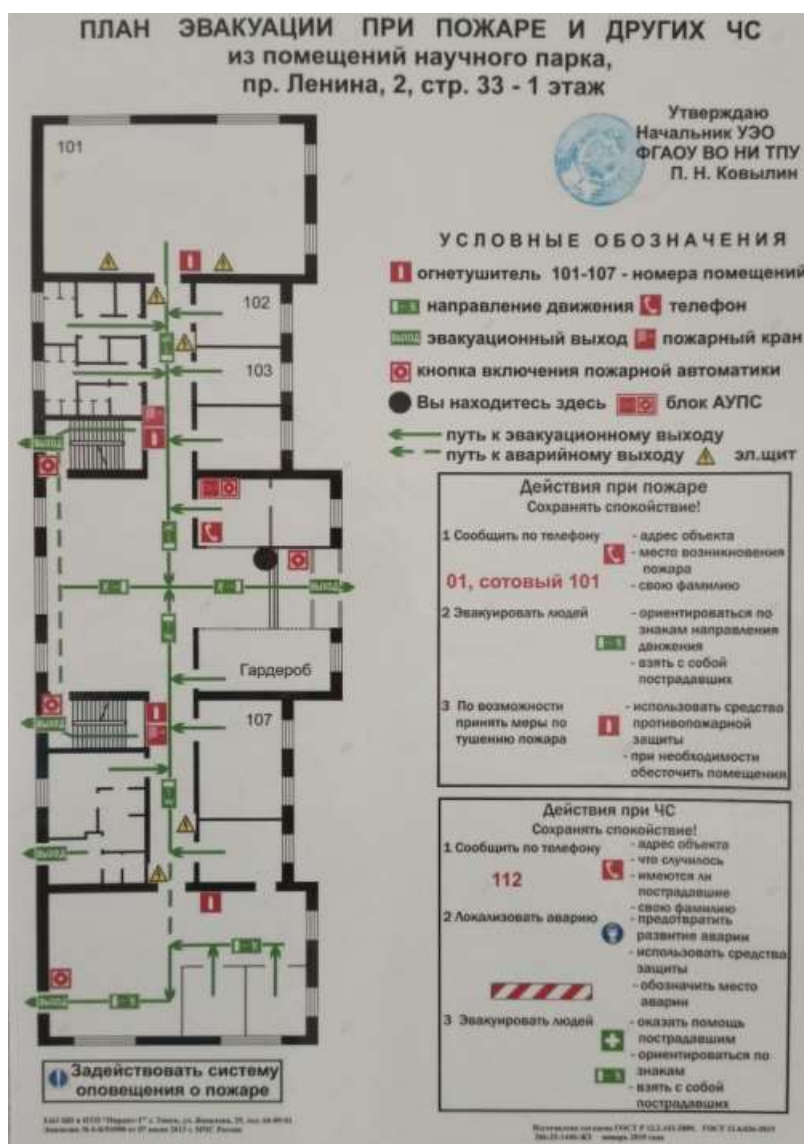 ПЛАН ЭВАКУАЦИИ ПРИ ПОЖАРЕ И ДРУГИХ ЧС
из помещений научного парка,
пр. Ленина, 2, стр. 33 - 1 этаж
Утверждаю
Начальник УЭО
ФГАОУ ВО НИ ТПУ
П. Н. Ковылин
101
102
103
Гардероб
107
ВЫХОД
ВЫХОД
ВЫХОД
ВЫХОД
ВЫХОД
УСЛОВНЫЕ ОБОЗНАЧЕНИЯ
огнетушитель 101-107 - номера помещений
направление движения телефон
ВЫХОД эвакуационный выход пожарный кран
кнопка включения пожарной автоматики
Вы находитесь здесь блок АУПС
путь к эвакуационному выходу
путь к аварийному выходу эл.щит
Действия при пожаре
Сохранять спокойствие!
1 Сообщить по телефону
01, сотовый 101
- адрес объекта
- место возникновения
пожара
- свою фамилию
2 Эвакуировать людей
- ориентироваться по
знакам направления
движения
- взять с собой
пострадавших
3 По возможности
принять меры по
тушению пожара
- использовать средства
противопожарной
защиты
- при необходимости
обесточить помещения
Действия при ЧС
Сохранять спокойствие!
1 Сообщить по телефону
112
- адрес объекта
- что случилось
- имеются ли
пострадавшие
- свою фамилию
2 Локализовать аварию
- предотвратить
развитие аварии
- использовать средства
защиты
- обозначить место
аварии
3 Эвакуировать людей
- оказать помощь
пострадавшим
- ориентироваться по
знакам
- взять с собой
пострадавших
Задействовать систему
оповещения о пожаре